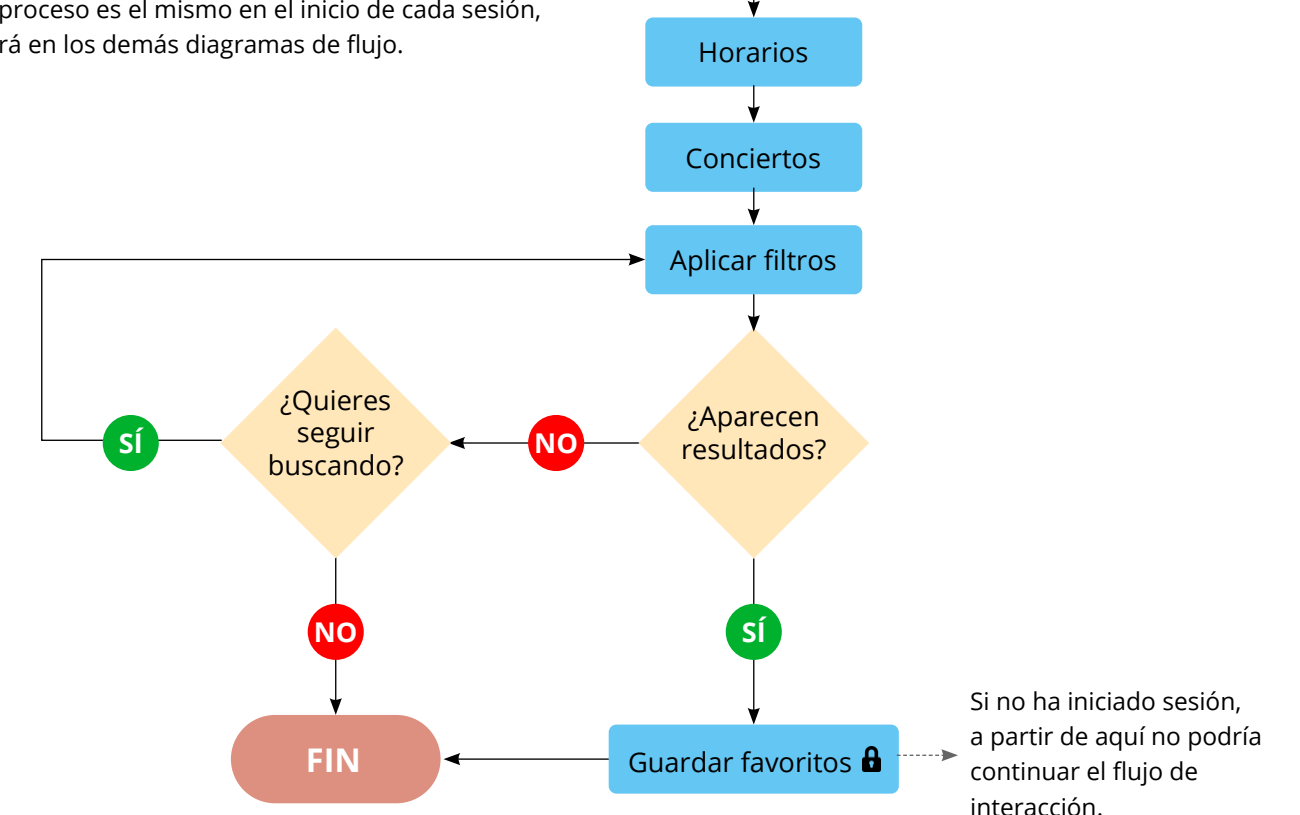 proceso es el mismo en el inicio de cada sesión,
rá en los demás diagramas de flujo.
Horarios
Conciertos
Aplicar filtros
¿Quieres
seguir
buscando?
¿Aparecen
resultados?
SÍ
NO
NO
SÍ
FIN
Guardar favoritos
Si no ha iniciado sesión,
a partir de aquí no podría
continuar el flujo de
interacción.